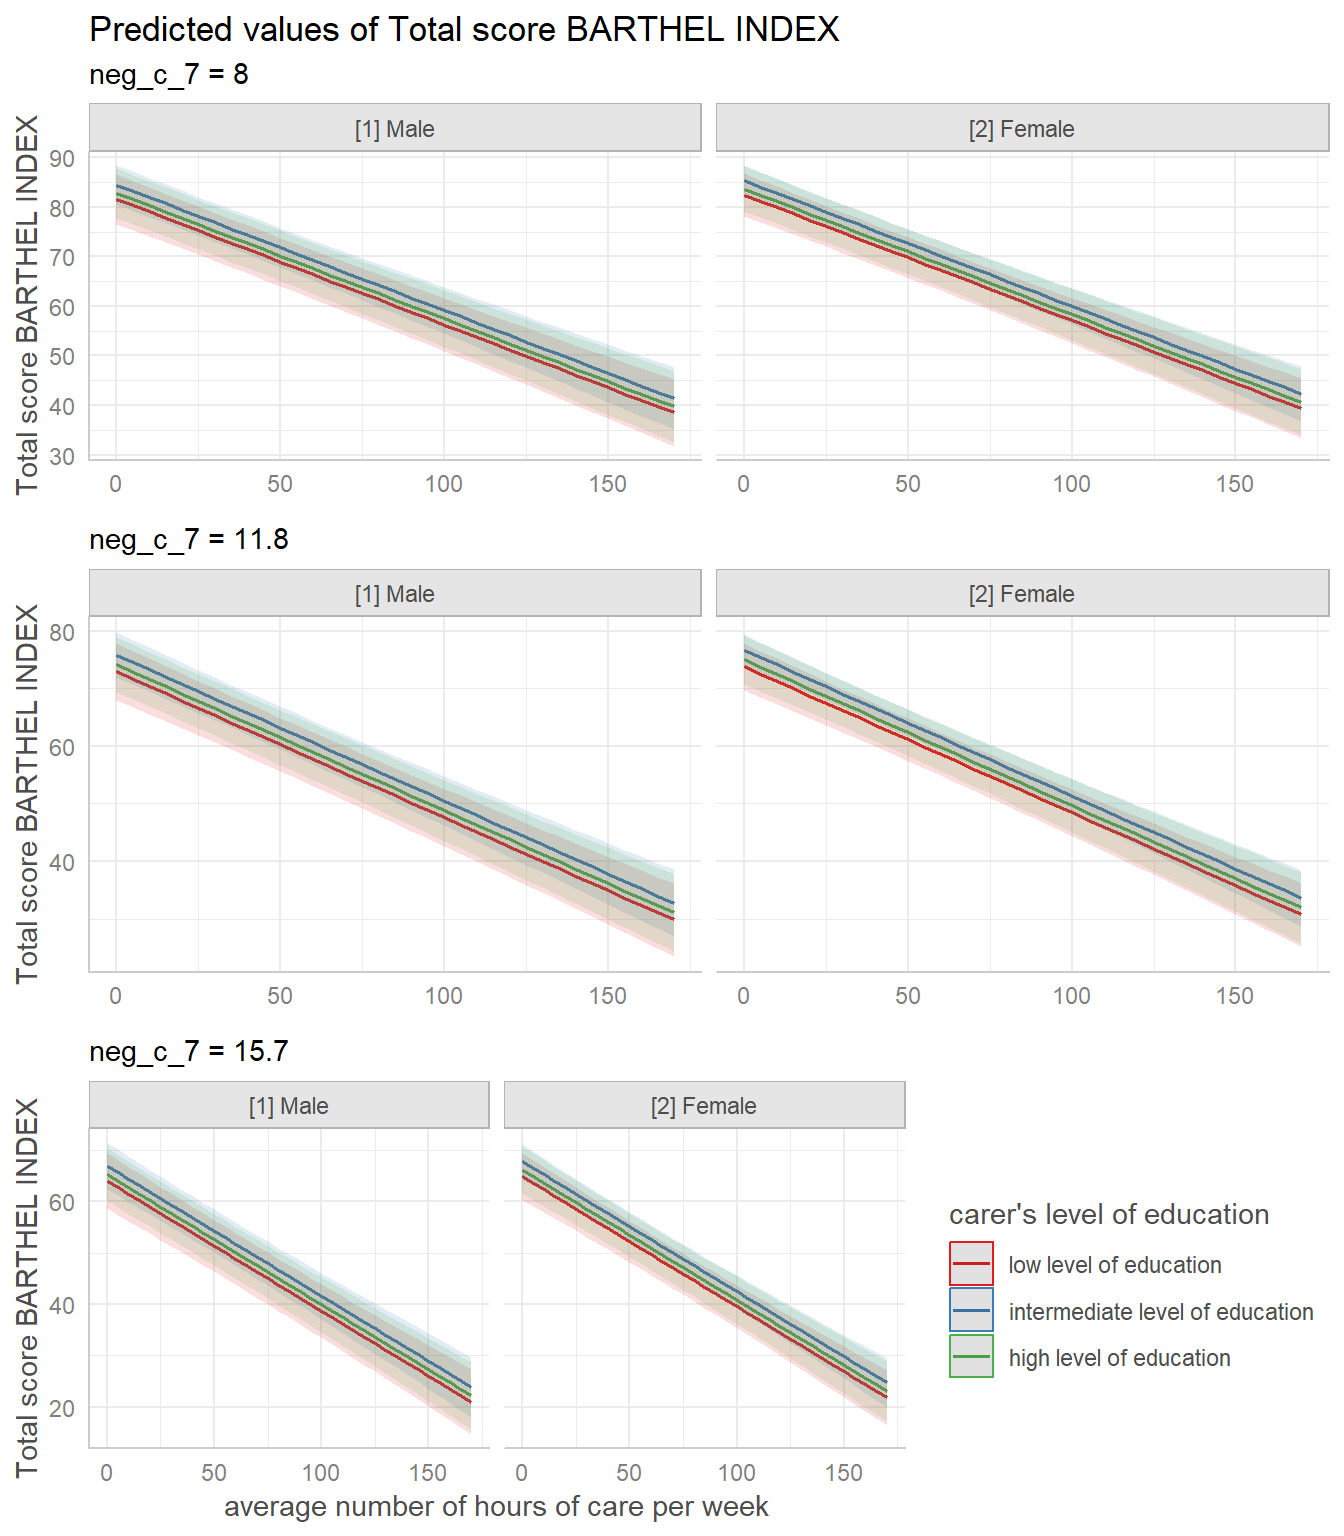 Predicted values of Total score BARTHEL INDEX
neg_c_7 = 8
[1] Male [2] Female
Total score BARTHEL INDEX
90
80
70
60
50
40
30
0 50 100 150 0 50 100 150
neg_c_7 = 11.8
[1] Male [2] Female
Total score BARTHEL INDEX
80
60
40
0 50 100 150 0 50 100 150
neg_c_7 = 15.7
[1] Male [2] Female
Total score BARTHEL INDEX
60
40
20
0 50 100 150 0 50 100 150
average number of hours of care per week
carer's level of education
low level of education
intermediate level of education
high level of education